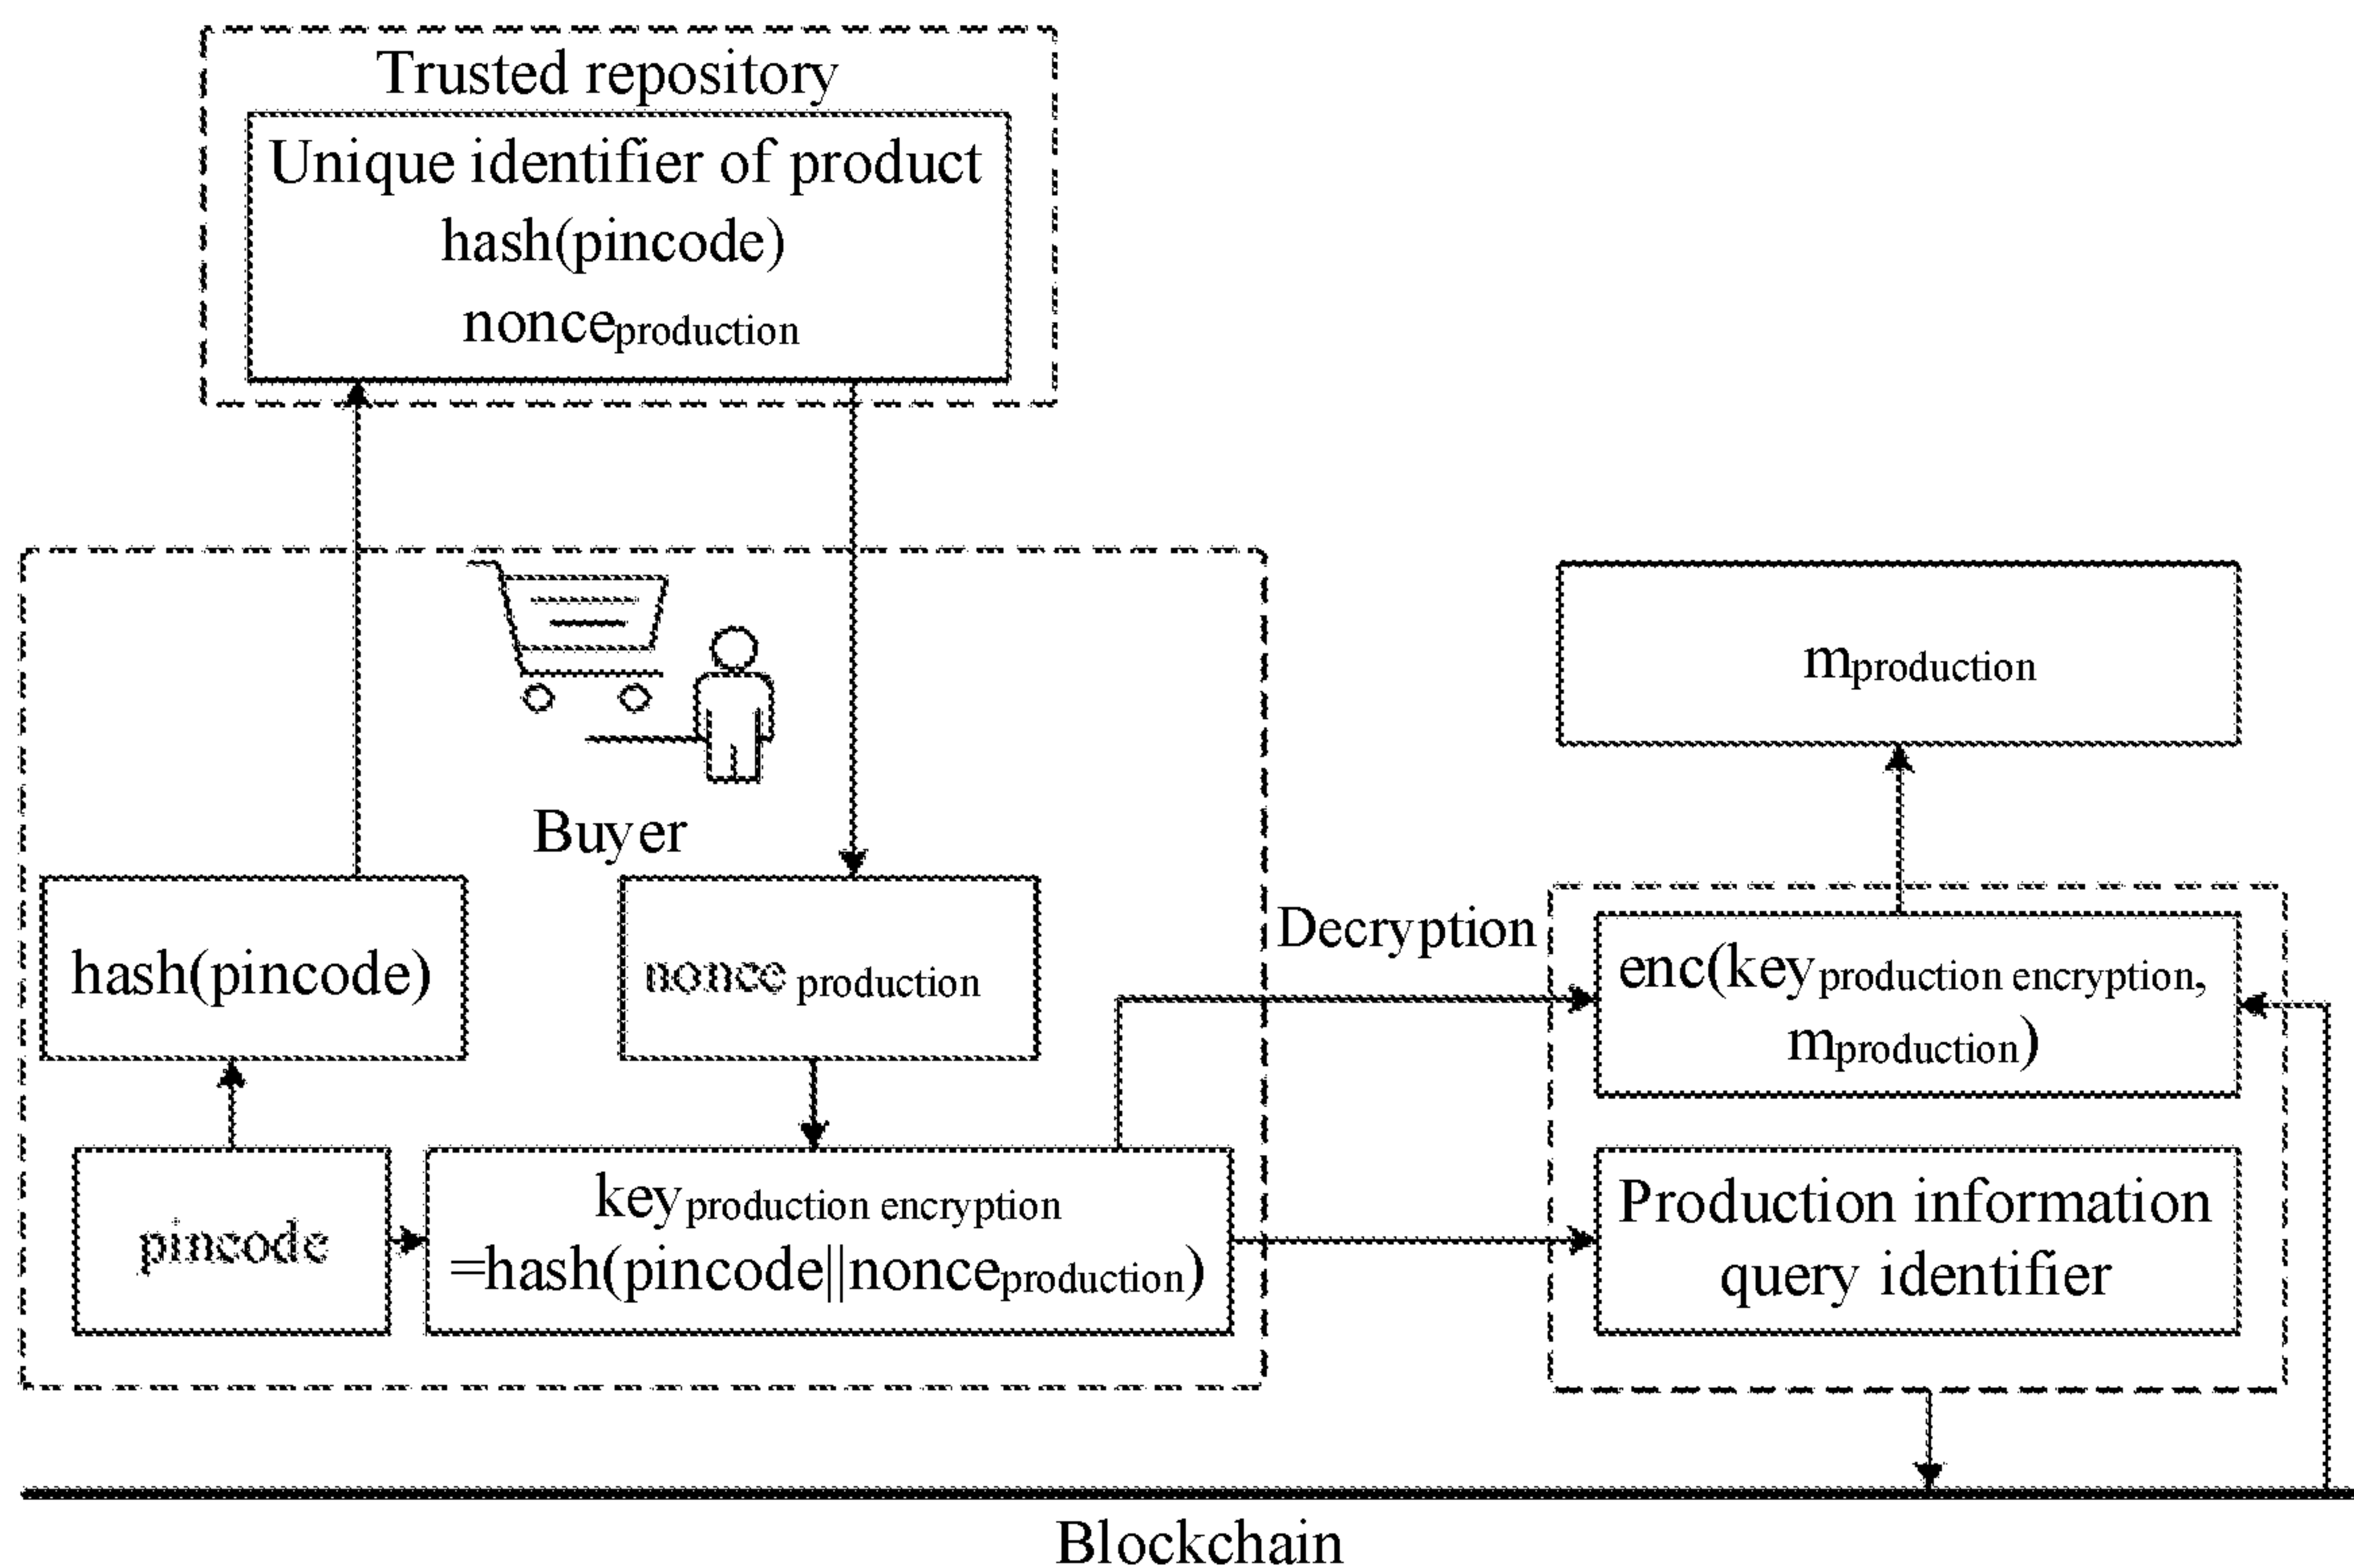 Trusted repository
Unique identifier of product
hash(pincode)
nonceproduction
Buyer
hash(pincode)
nonce production
pincode
keyproduction encryption
=hash(pincode||nonceproduction)
Decryption
mproduction
enc(keyproduction encryption,
mproduction)
Production information
query identifier
Blockchain